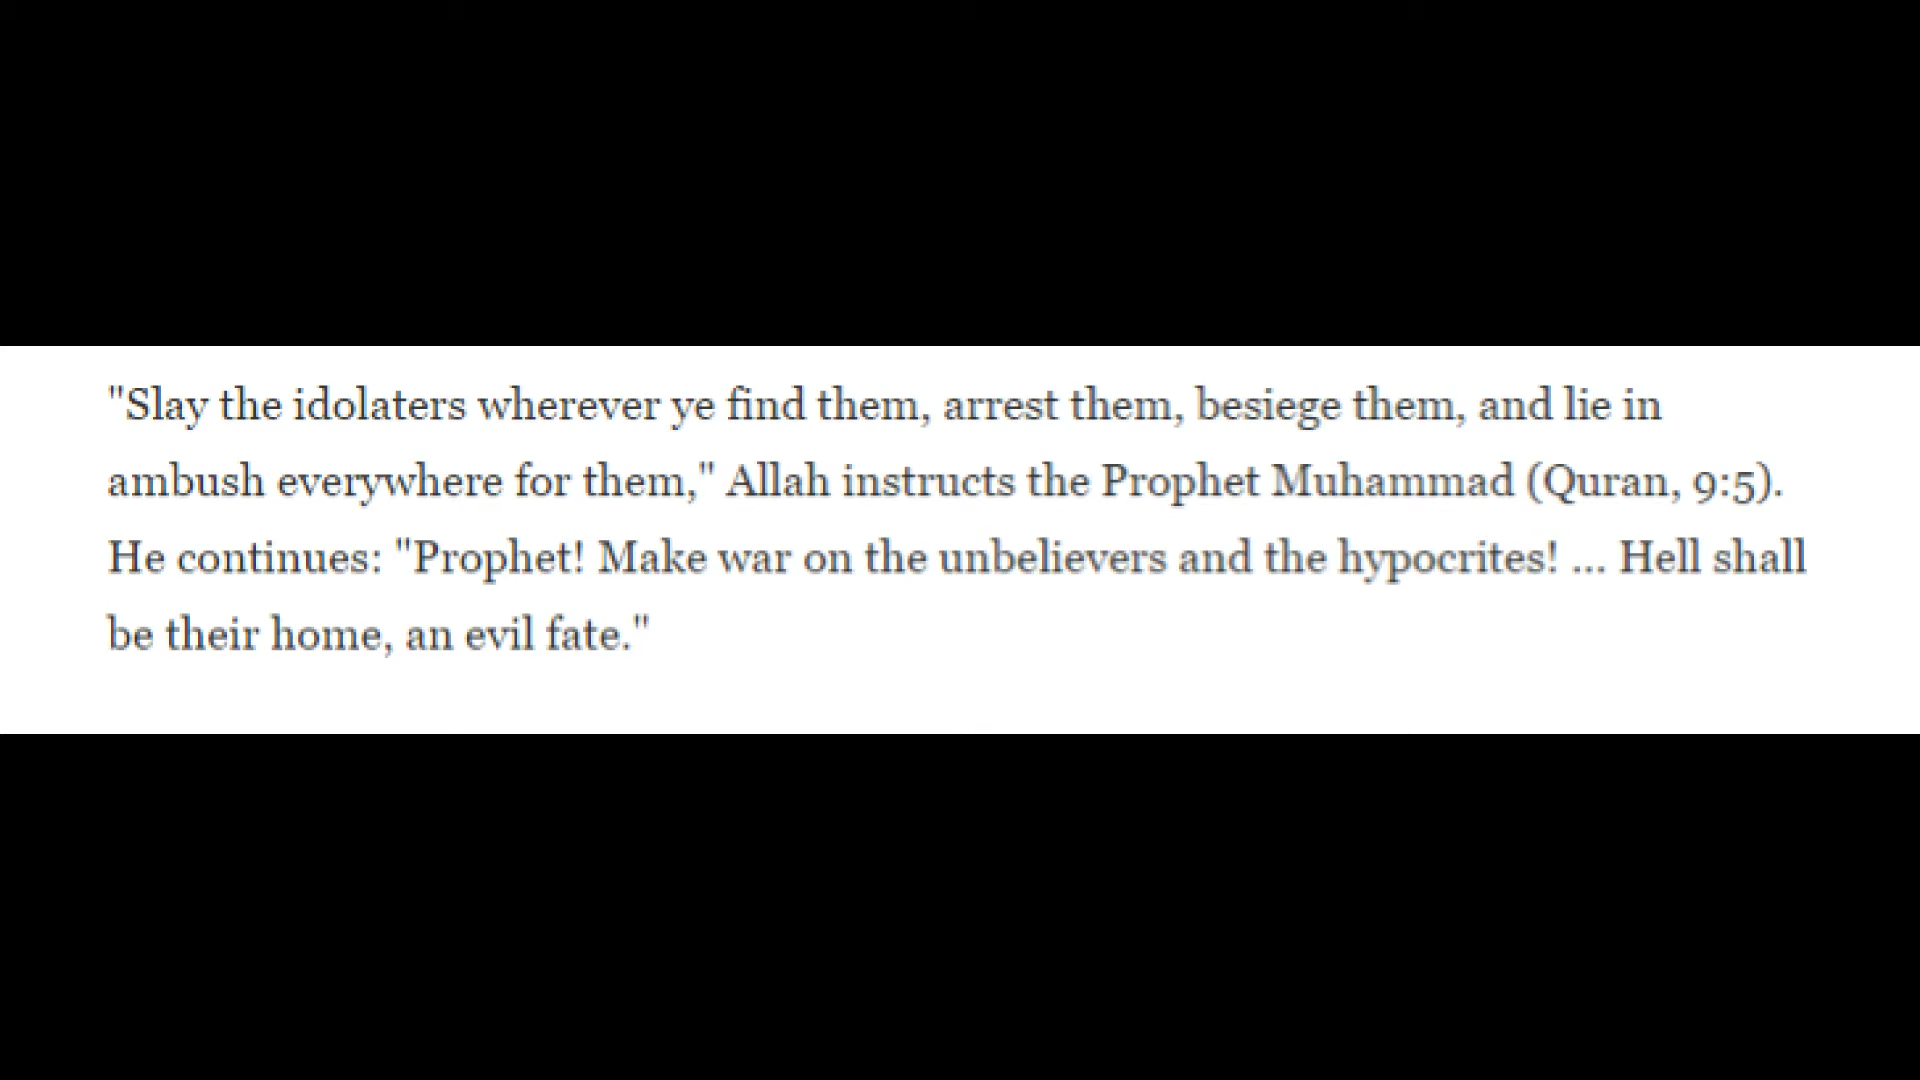 "Slay the idolaters wherever ye find them, arrest them, besiege them, and lie in
ambush everywhere for them," Allah instructs the Prophet Muhammad (Quran, 9:5).
He continues: "Prophet! Make war on the unbelievers and the hypocrites! ... Hell shall
be their home, an evil fate."